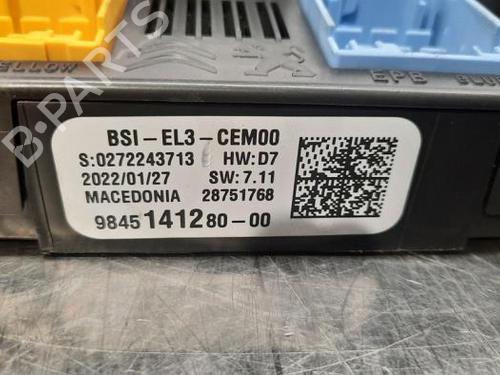 B-PARTS
YELLOW
EPB
BSI-EL3-CEM00
S:0272243713 HW:D7
2022/01/27 SW:7.11
MACEDONIA 28751768
9845141280-00